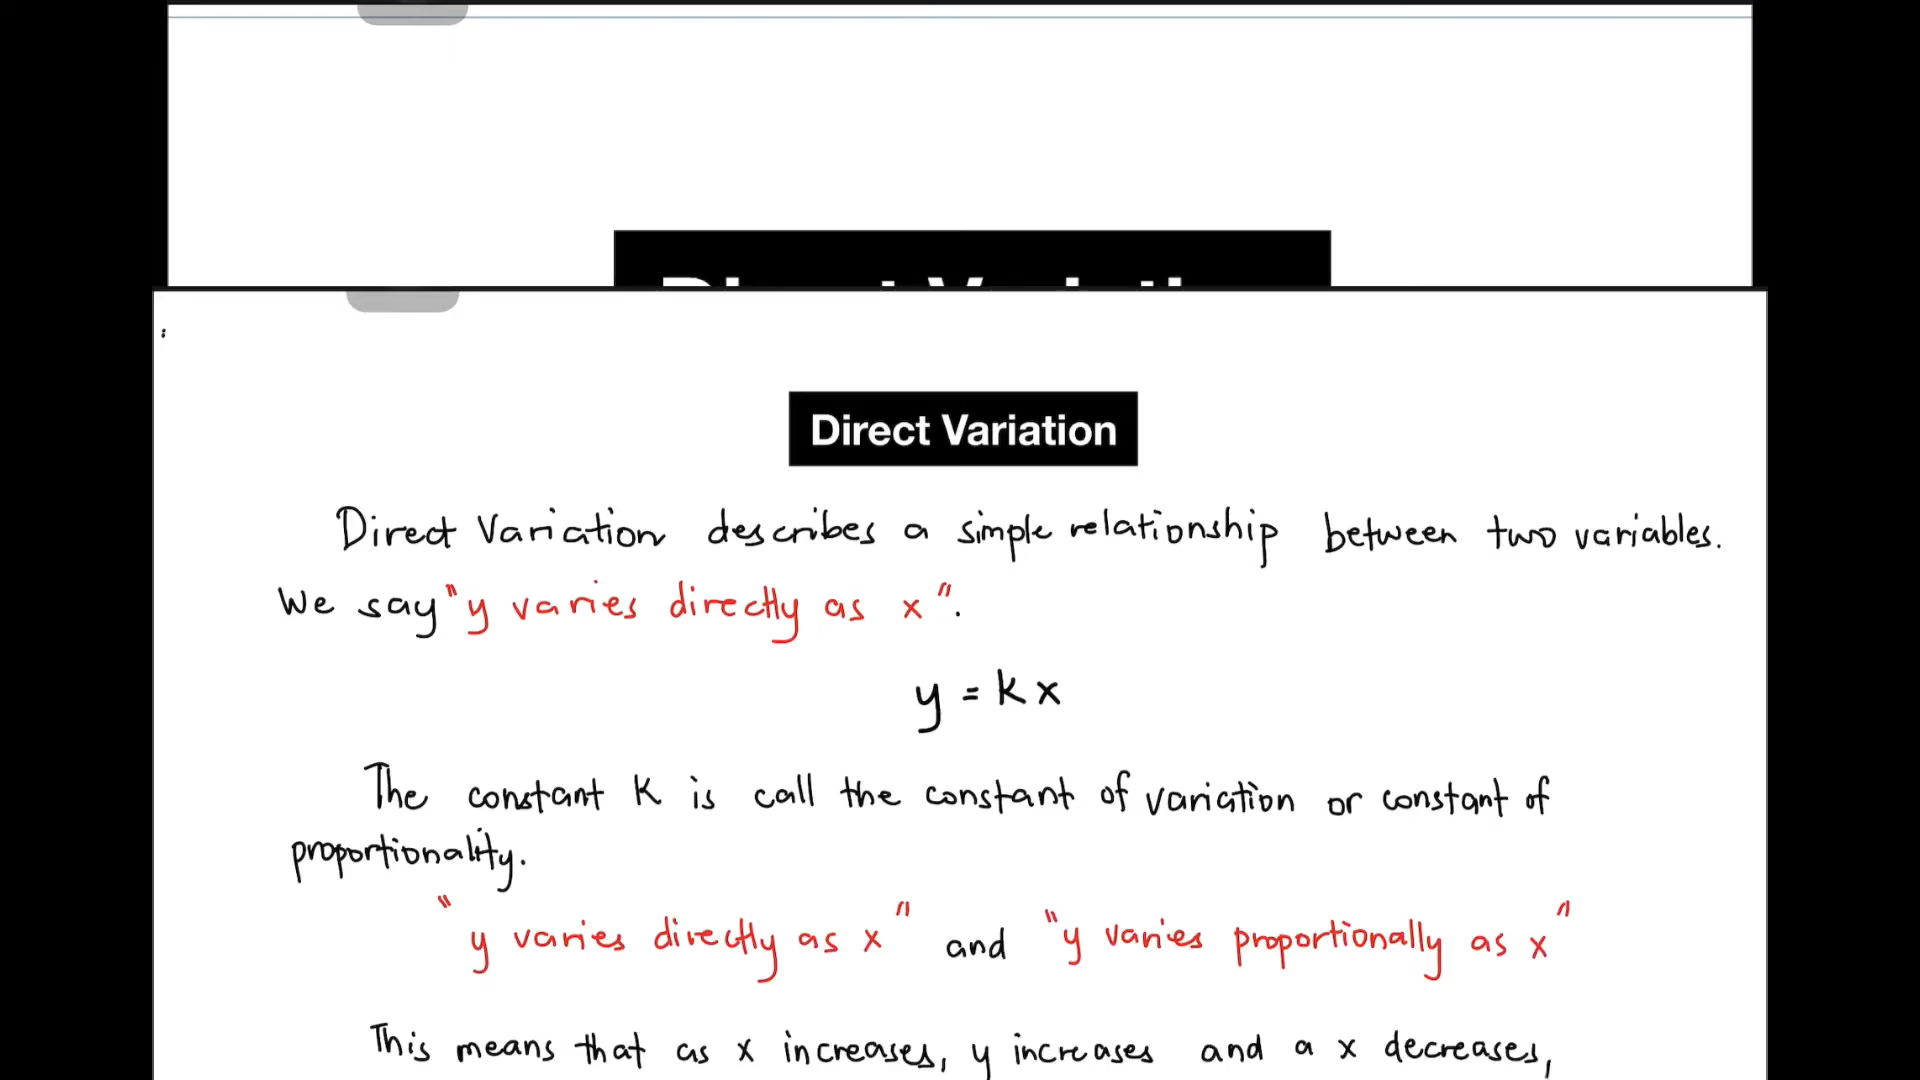 Direct Variation
Direct Variation describes a simple relationship between two variables.
We say "y varies directly as x".
y = kx
The constant k is call the constant of variation or constant of
proportionality.
"y varies directly as x" and "y varies proportionally as x"
This means that as x increases, y increases and a x decreases,